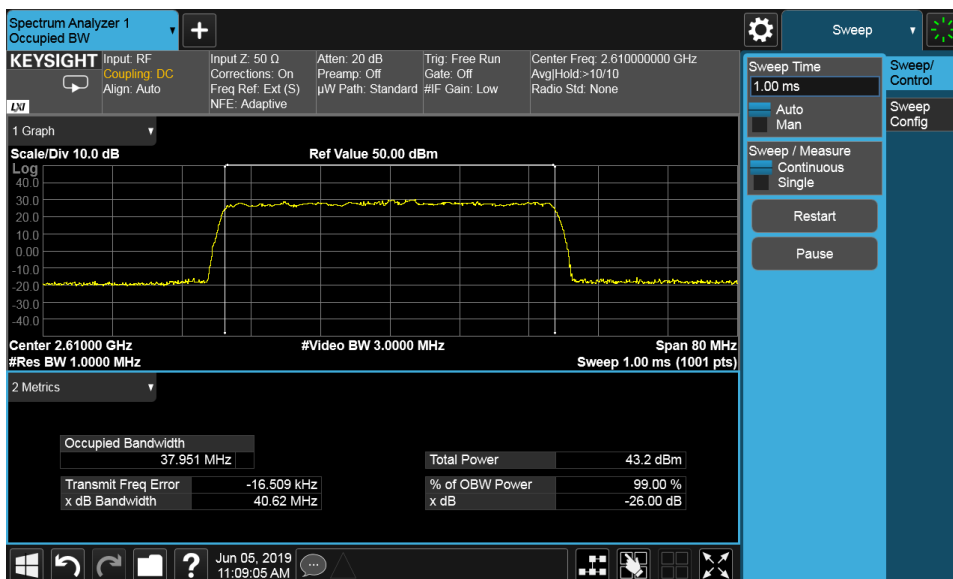 Spectrum Analyzer 1
Occupied BW
+
Sweep
KEYSIGHT
LXI
Input: RF
Coupling: DC
Align: Auto
Input Z: 50 Ω
Corrections: On
Freq Ref: Ext (S)
NFE: Adaptive
Atten: 20 dB
Preamp: Off
µW Path: Standard
Trig: Free Run
Gate: Off
#IF Gain: Low
Center Freq: 2.610000000 GHz
Avg|Hold:>10/10
Radio Std: None
1 Graph
Scale/Div 10.0 dB
Ref Value 50.00 dBm
Log
40.0
30.0
20.0
10.0
0.00
-10.0
-20.0
-30.0
-40.0
Center 2.61000 GHz
#Video BW 3.0000 MHz
Span 80 MHz
#Res BW 1.0000 MHz
Sweep 1.00 ms (1001 pts)
2 Metrics
Occupied Bandwidth
37.951 MHz
Transmit Freq Error -16.509 kHz
x dB Bandwidth 40.62 MHz
Total Power 43.2 dBm
% of OBW Power 99.00 %
x dB -26.00 dB
Sweep Time
1.00 ms
Auto
Man
Sweep / Measure
Continuous
Single
Restart
Pause
Sweep/
Control
Sweep
Config
?
Jun 05, 2019
11:09:05 AM